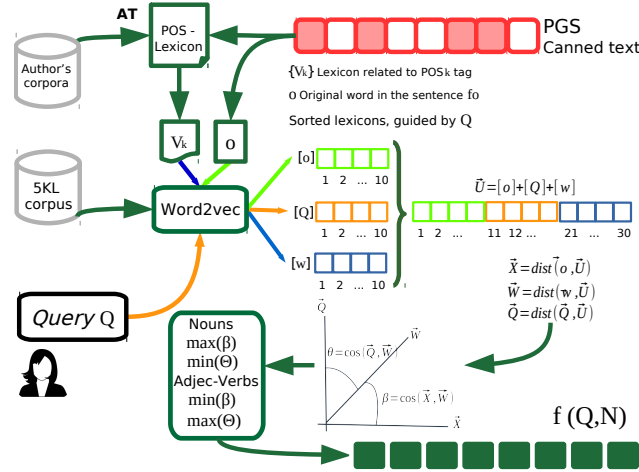 AT
POS -
Lexicon
Author's
corpora
PGS
Canned text
{Vk} Lexicon related to POSk tag
o Original word in the sentence fo
Sorted lexicons, guided by Q
Vk
o
[o]
1 2 ... 10
5KL
corpus
Word2vec
[Q]
1 2 ... 10
[w]
1 2 ... 10
U⃗=[o]+[Q]+[w]
1 2 ... 11 12... 21 ... 30
X⃗=dist(o⃗,U⃗)
W⃗=dist(w,U⃗)
Q⃗=dist(Q⃗,U⃗)
Query Q
Nouns
max(β)
min(Θ)
Adjec-Verbs
min(β)
max(Θ)
Q⃗
W⃗
θ=cos(Q⃗,W⃗)
β=cos(X⃗,W⃗)
X⃗
f (Q,N)